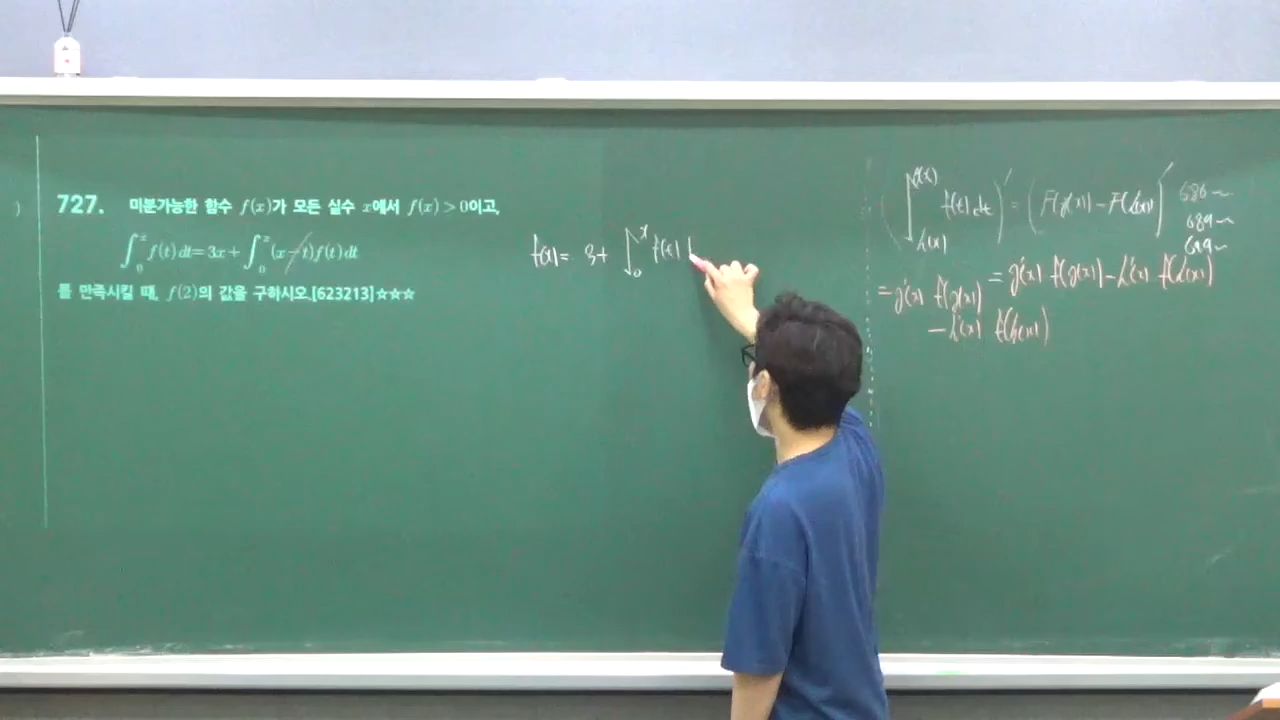 )
727. 미분가능한 함수 f(x)가 모든 실수 x에서 f(x)>0이고,
∫₀ˣ f(t)dt=3x+∫₀ˣ (x-t)f(t)dt
를 만족시킬 때, f(2)의 값을 구하시오.[623213]☆☆☆
f(x)= 3+ ∫₀ˣ f(t)
(∫_{h(x)}^{g(x)} f(t)dt)′ = (F(g(x))-F(h(x)))′
= g′(x) f(g(x))-h′(x) f(h(x))
= g′(x) f(g(x))
-h′(x) f(h(x))
686~
689~